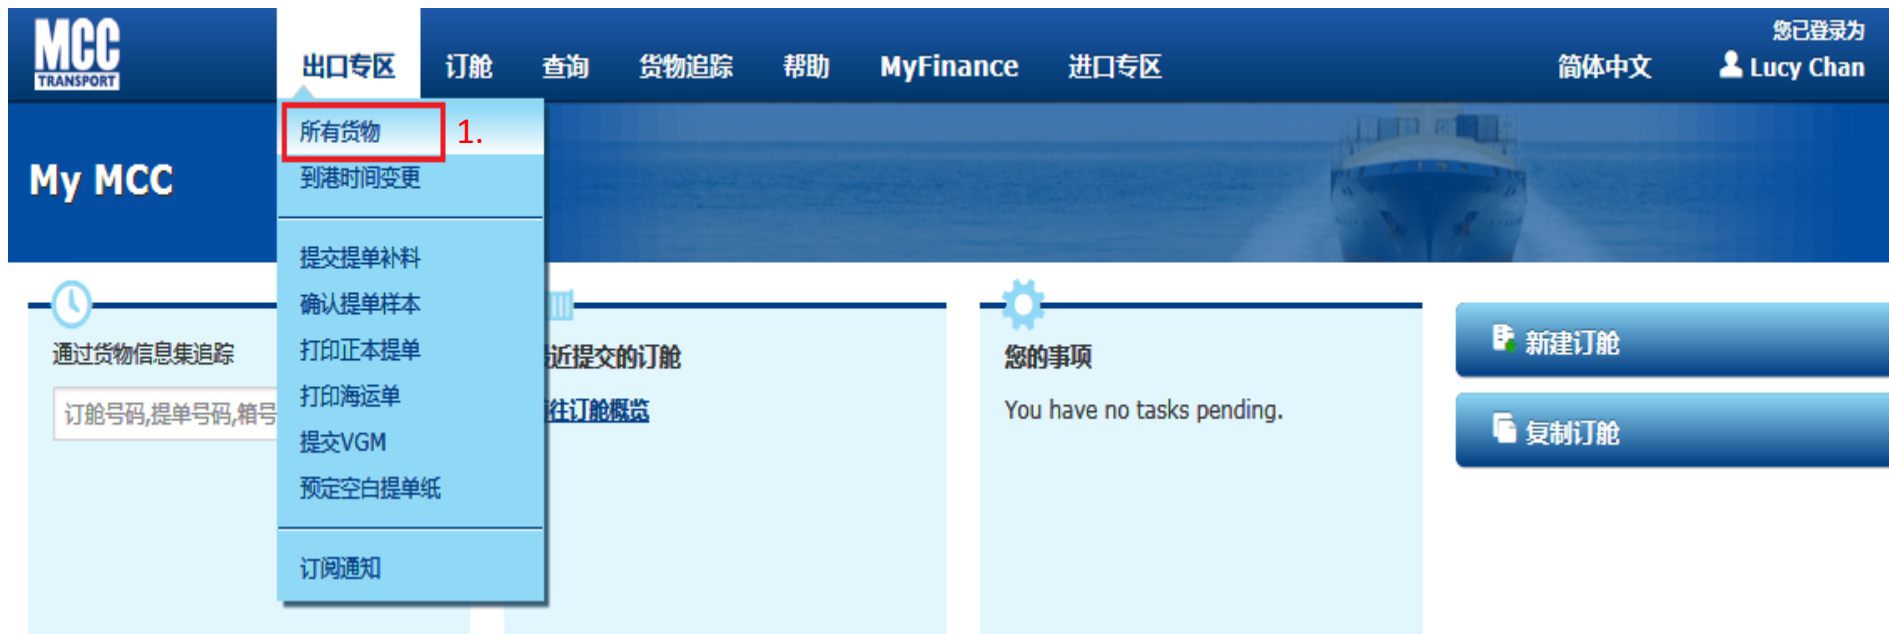 MCC
TRANSPORT
出口专区 订舱 查询 货物追踪 帮助 MyFinance 进口专区 简体中文
您已登录为
Lucy Chan
My MCC
所有货物 1.
到港时间变更
提交提单补料
确认提单样本
打印正本提单
打印海运单
提交VGM
预定空白提单纸
订阅通知
通过货物信息集追踪
订舱号码,提单号码,箱号
近提交的订舱
往订舱概览
您的事项
You have no tasks pending.
新建订舱
复制订舱